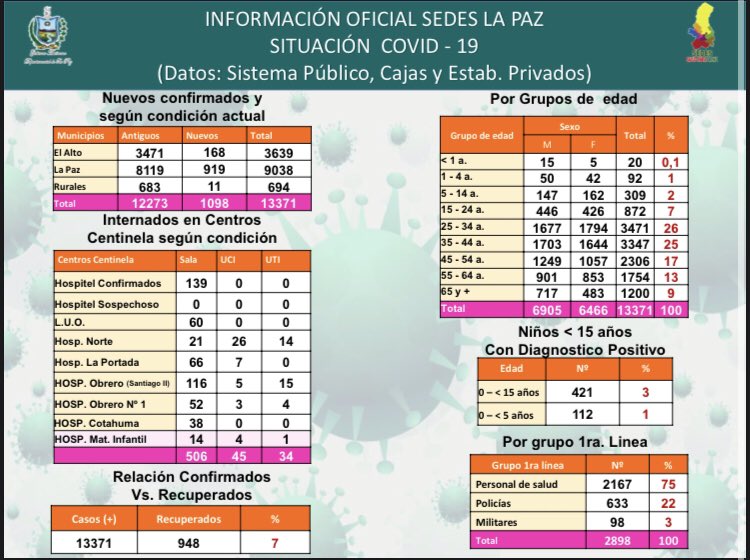 INFORMACIÓN OFICIAL SEDES LA PAZ
SITUACIÓN COVID - 19
(Datos: Sistema Público, Cajas y Estab. Privados)
SEDES
Nuevos confirmados y
según condición actual
Municipios Antiguos Nuevos Total
El Alto 3471 168 3639
La Paz 8119 919 9038
Rurales 683 11 694
Total 12273 1098 13371
Internados en Centros
Centinela según condición
Centros Centinela Sala UCI UTI
Hospitel Confirmados 139 0 0
Hospitel Sospechoso 0 0 0
L.U.O. 60 0 0
Hosp. Norte 21 26 14
Hosp. La Portada 66 7 0
HOSP. Obrero (Santiago II) 116 5 15
HOSP. Obrero Nº 1 52 3 4
HOSP. Cotahuma 38 0 0
HOSP. Mat. Infantil 14 4 1
506 45 34
Relación Confirmados
Vs. Recuperados
Casos (+) Recuperados %
13371 948 7
Por Grupos de edad
Grupo de edad Sexo Total %
M F
< 1 a. 15 5 20 0,1
1 - 4 a. 50 42 92 1
5 - 14 a. 147 162 309 2
15 - 24 a. 446 426 872 7
25 - 34 a. 1677 1794 3471 26
35 - 44 a. 1703 1644 3347 25
45 - 54 a. 1249 1057 2306 17
55 - 64 a. 901 853 1754 13
65 y + 717 483 1200 9
Total 6905 6466 13371 100
Niños < 15 años
Con Diagnostico Positivo
Edad Nº %
0 – < 15 años 421 3
0 – < 5 años 112 1
Por grupo 1ra. Linea
Grupo 1ra línea Nº %
Personal de salud 2167 75
Policías 633 22
Militares 98 3
Total 2898 100